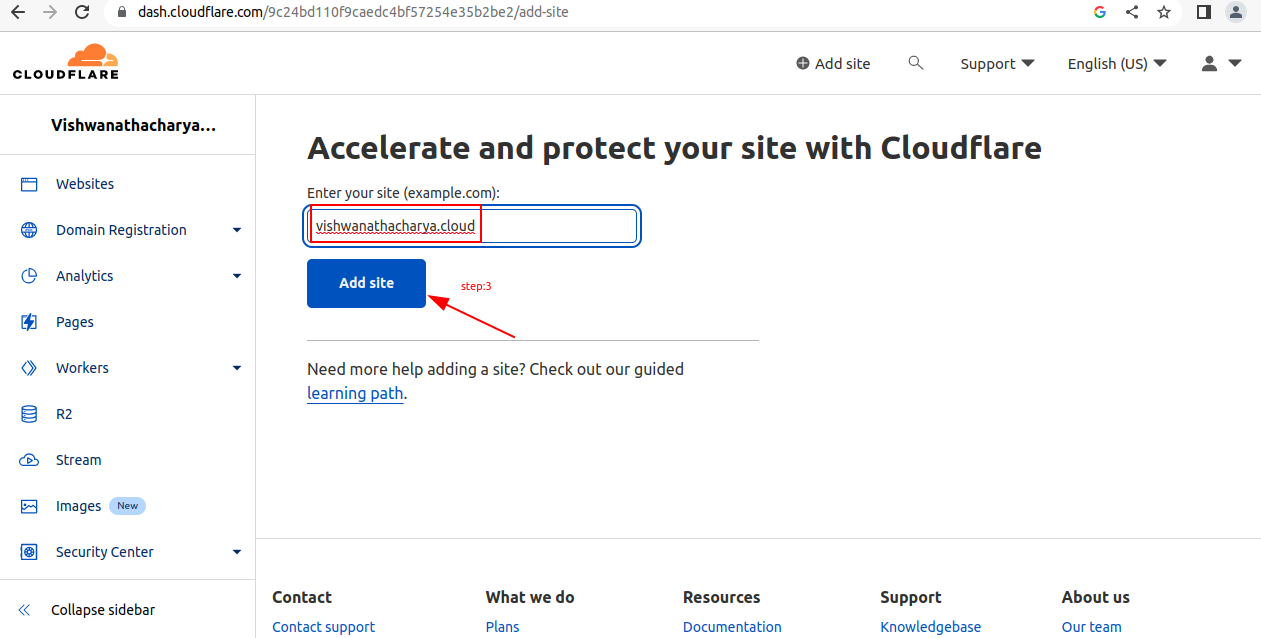 dash.cloudflare.com/9c24bd110f9caedc4bf57254e35b2be2/add-site
CLOUDFLARE
Add site
Support
English (US)
Vishwanathacharya...
Websites
Domain Registration
Analytics
Pages
Workers
R2
Stream
Images New
Security Center
Collapse sidebar
Accelerate and protect your site with Cloudflare
Enter your site (example.com):
vishwanathacharya.cloud
Add site
step:3
Need more help adding a site? Check out our guided
learning path.
Contact
Contact support
What we do
Plans
Resources
Documentation
Support
Knowledgebase
About us
Our team